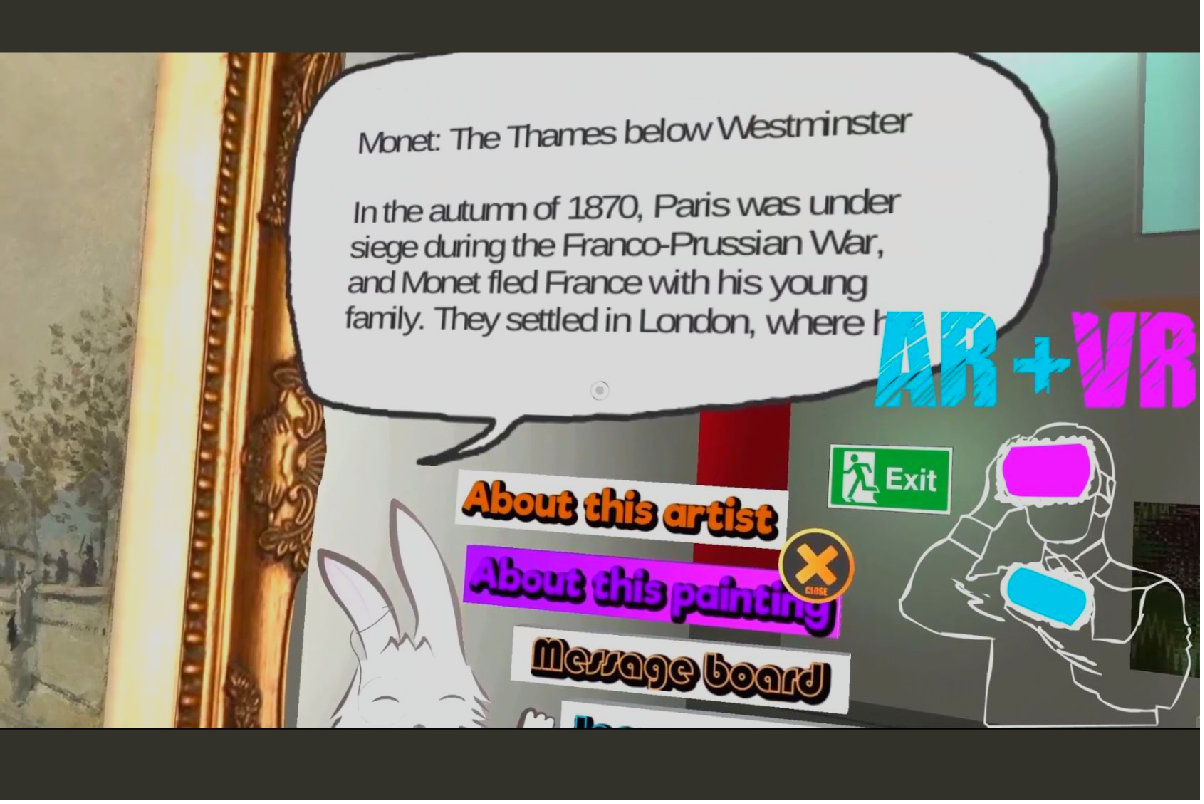 Monet: The Thames below Westminster
In the autumn of 1870, Paris was under
siege during the Franco-Prussian War,
and Monet fled France with his young
family. They settled in London, where
AR+VR
Exit
About this artist
About this painting
CLOSE
Message board